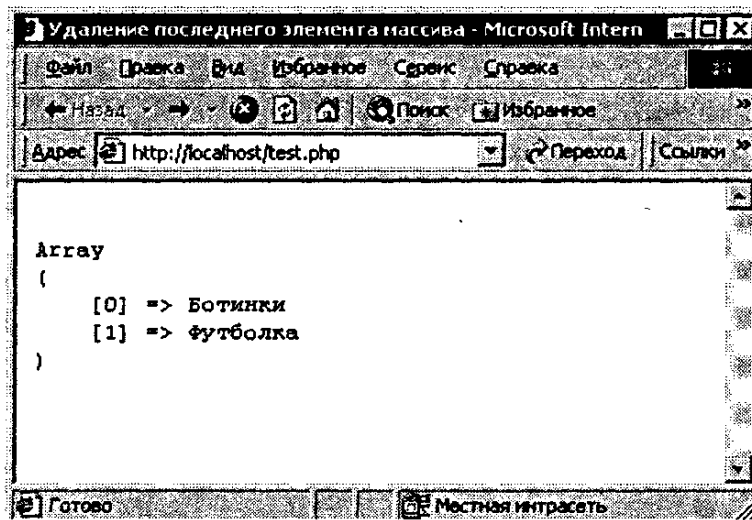 Удаление последнего элемента массива - Microsoft Intern
Файл Правка Вид Избранное Сервис Справка
Назад Поиск Избранное »
Адрес http://localhost/test.php Переход Ссылки »
Array
(
[0] => Ботинки
[1] => Футболка
)
Готово Местная интрасеть